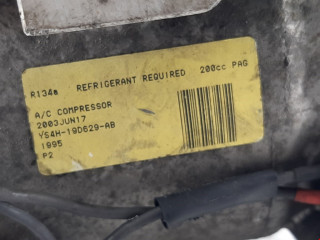 R134a REFRIGERANT REQUIRED 200cc PAG
A/C COMPRESSOR
2003JUN17
YS4H-19D629-AB
1995
P2